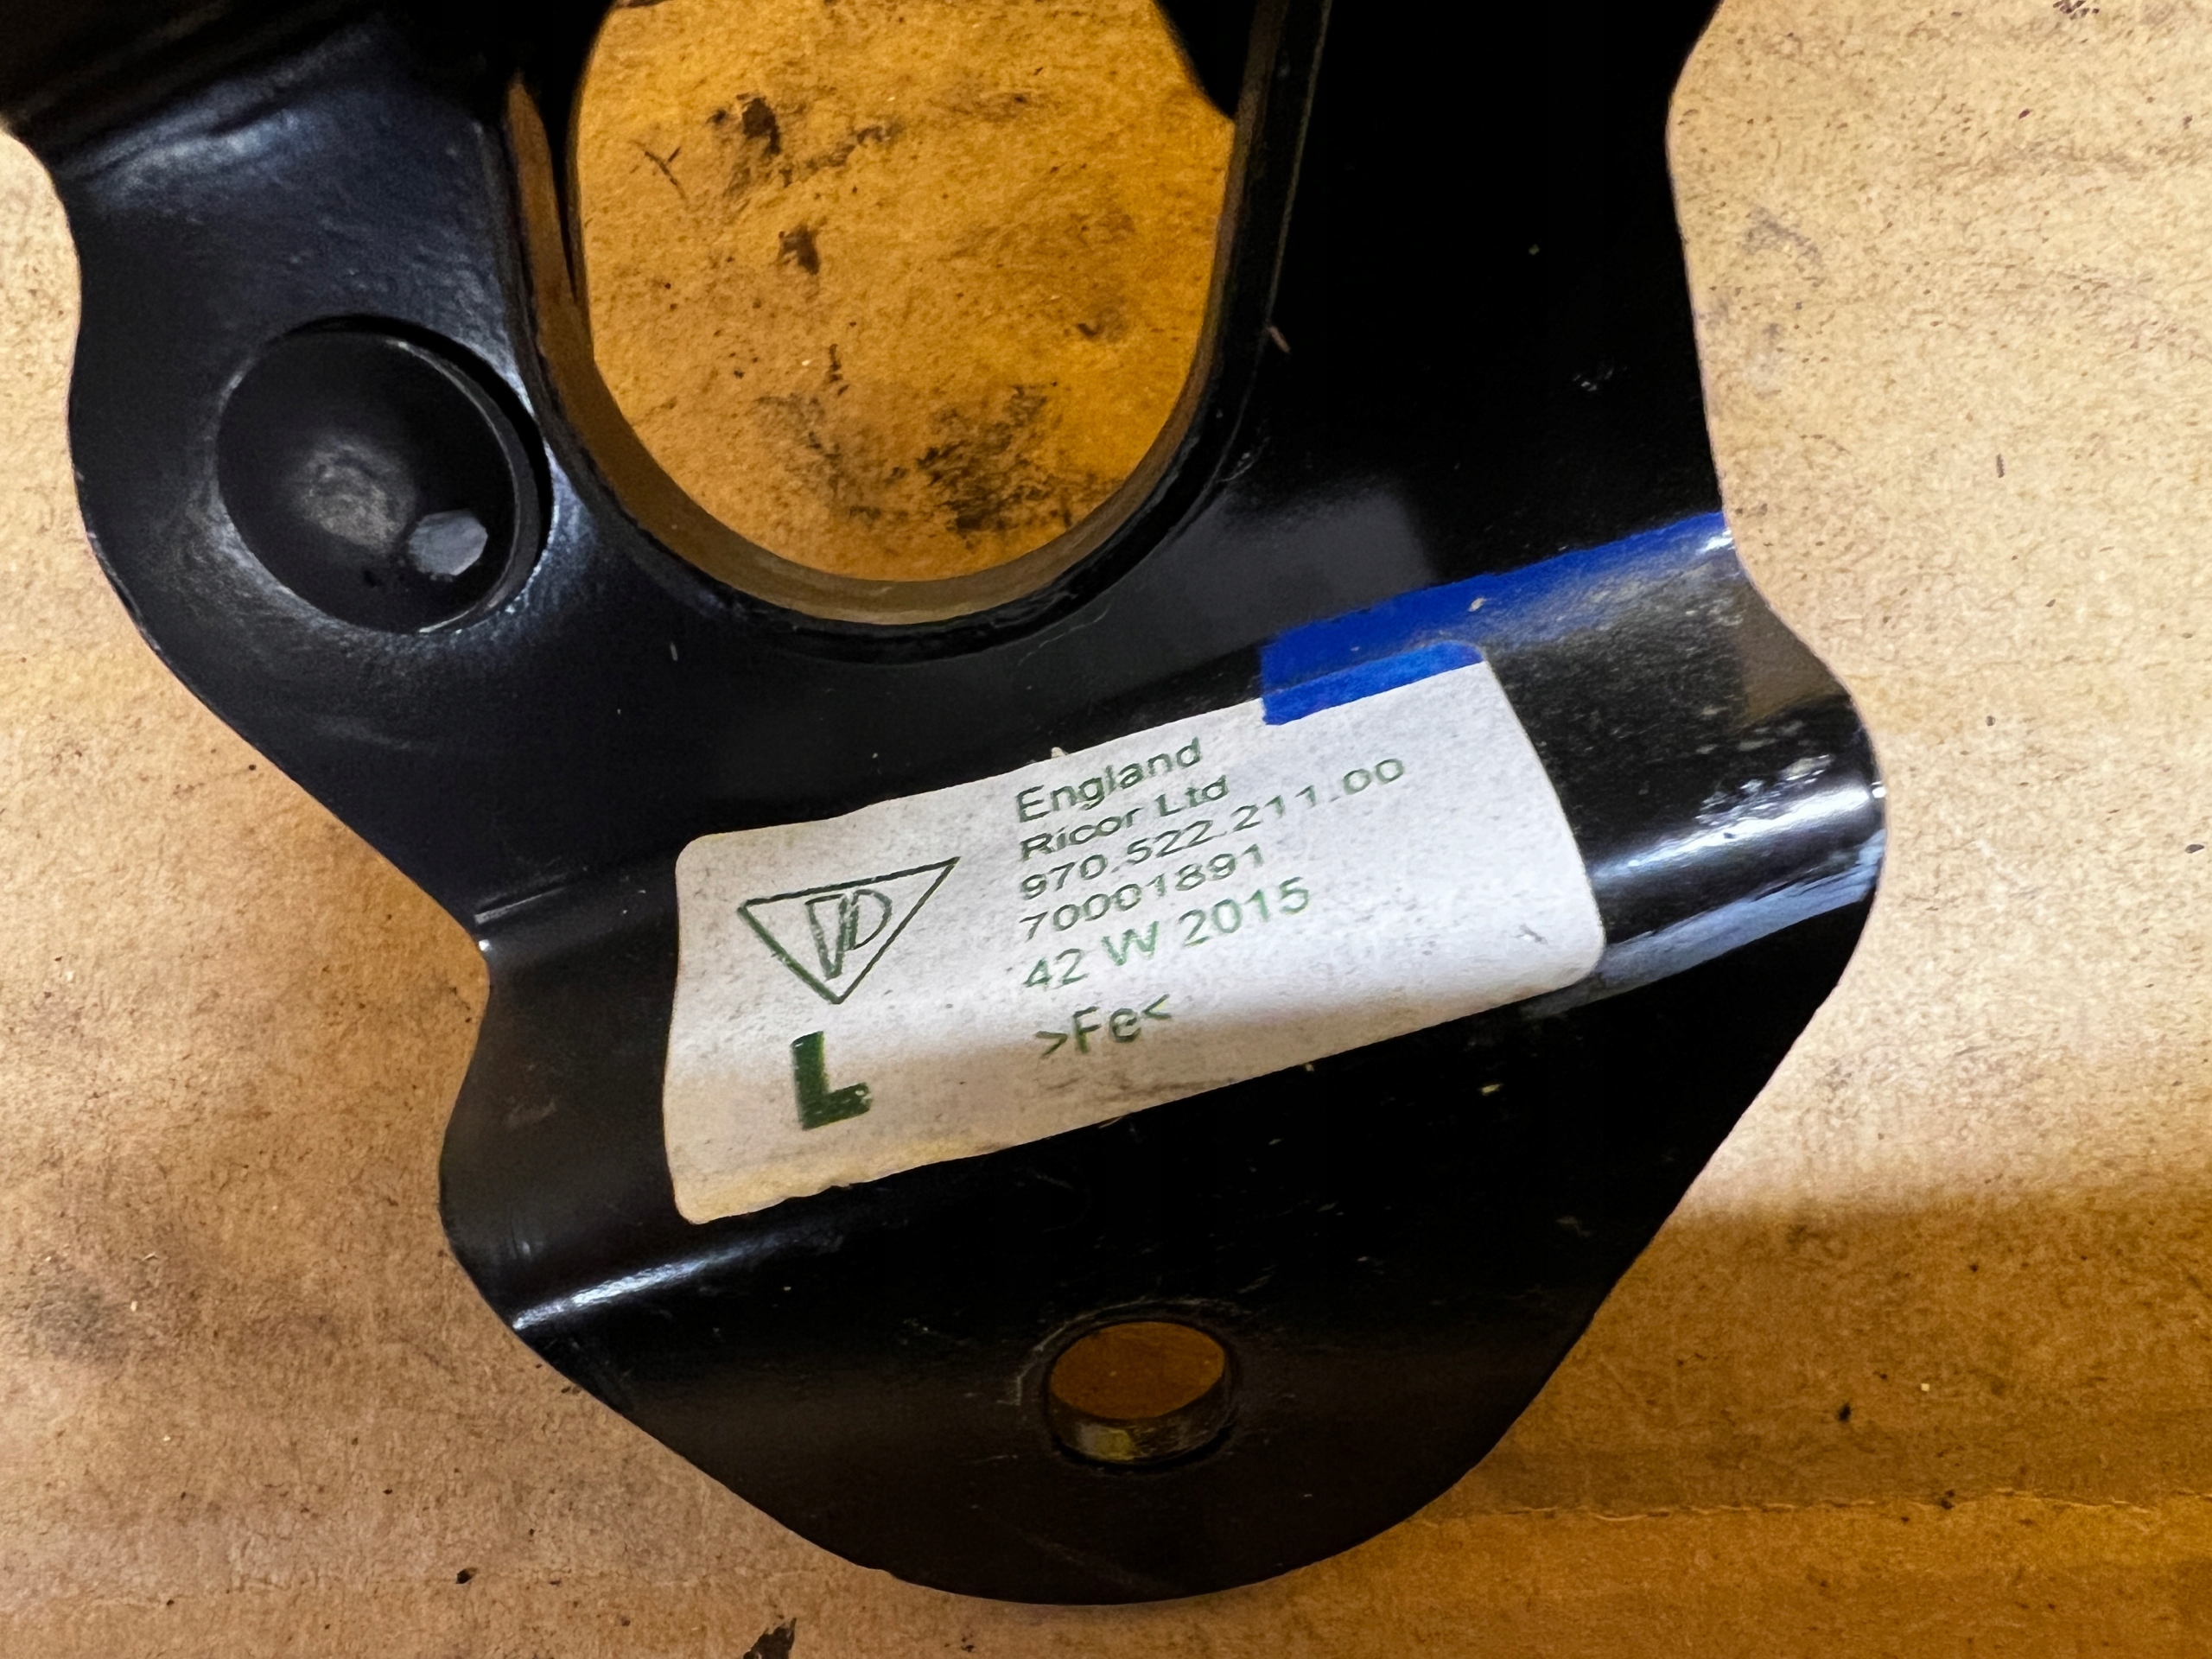 England
Ricor Ltd
970.522.211.00
70001891
42 W 2015
>Fe<
L